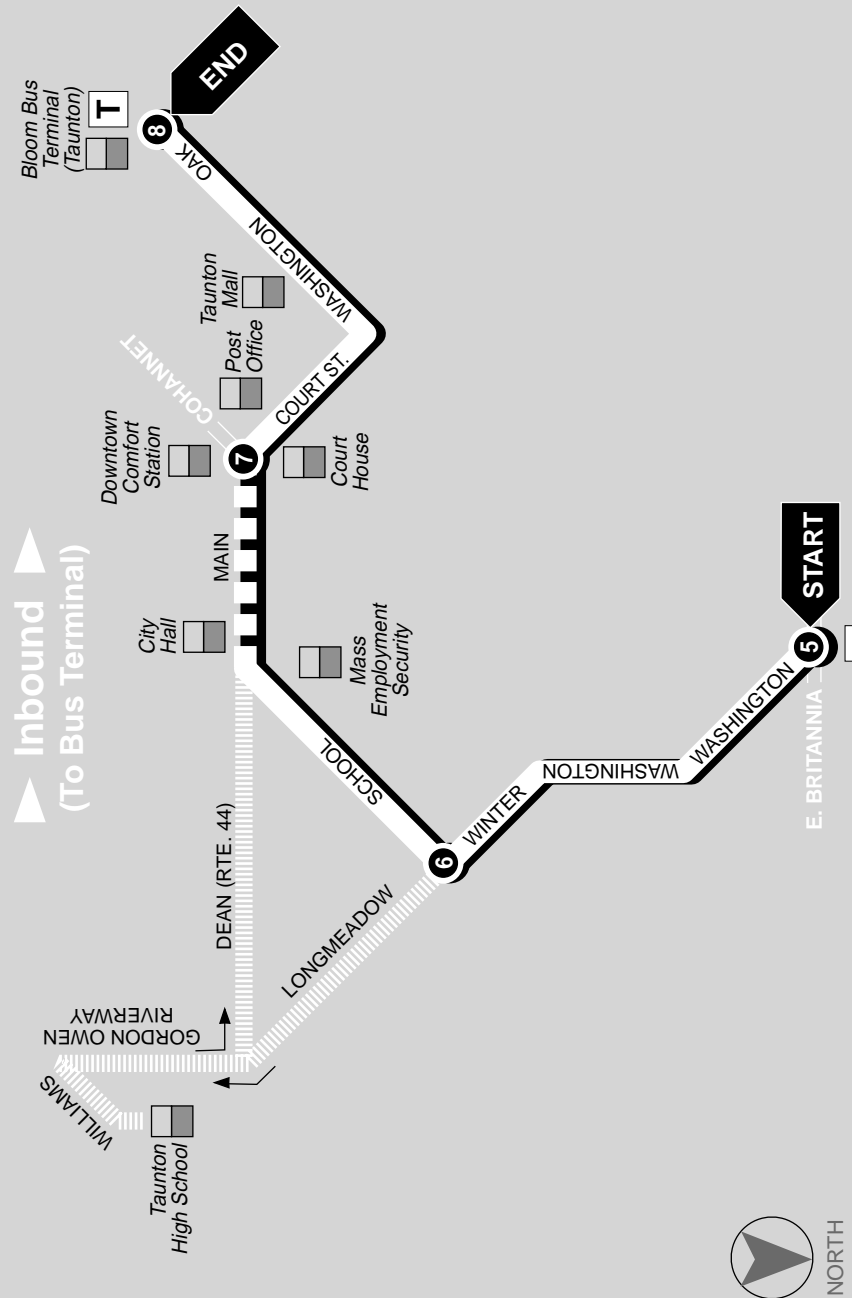 Inbound
(To Bus Terminal)
Bloom Bus
Terminal
(Taunton)
T
END
8
OAK
WASHINGTON
Taunton
Mall
Post
Office
COHANNET
COURT ST.
7
Downtown
Comfort
Station
Court
House
MAIN
City
Hall
Mass
Employment
Security
SCHOOL
DEAN (RTE. 44)
LONGMEADOW
GORDON OWEN
RIVERWAY
WILLIAMS
Taunton
High School
6
WINTER
WASHINGTON
WASHINGTON
5
START
E. BRITANNIA
NORTH